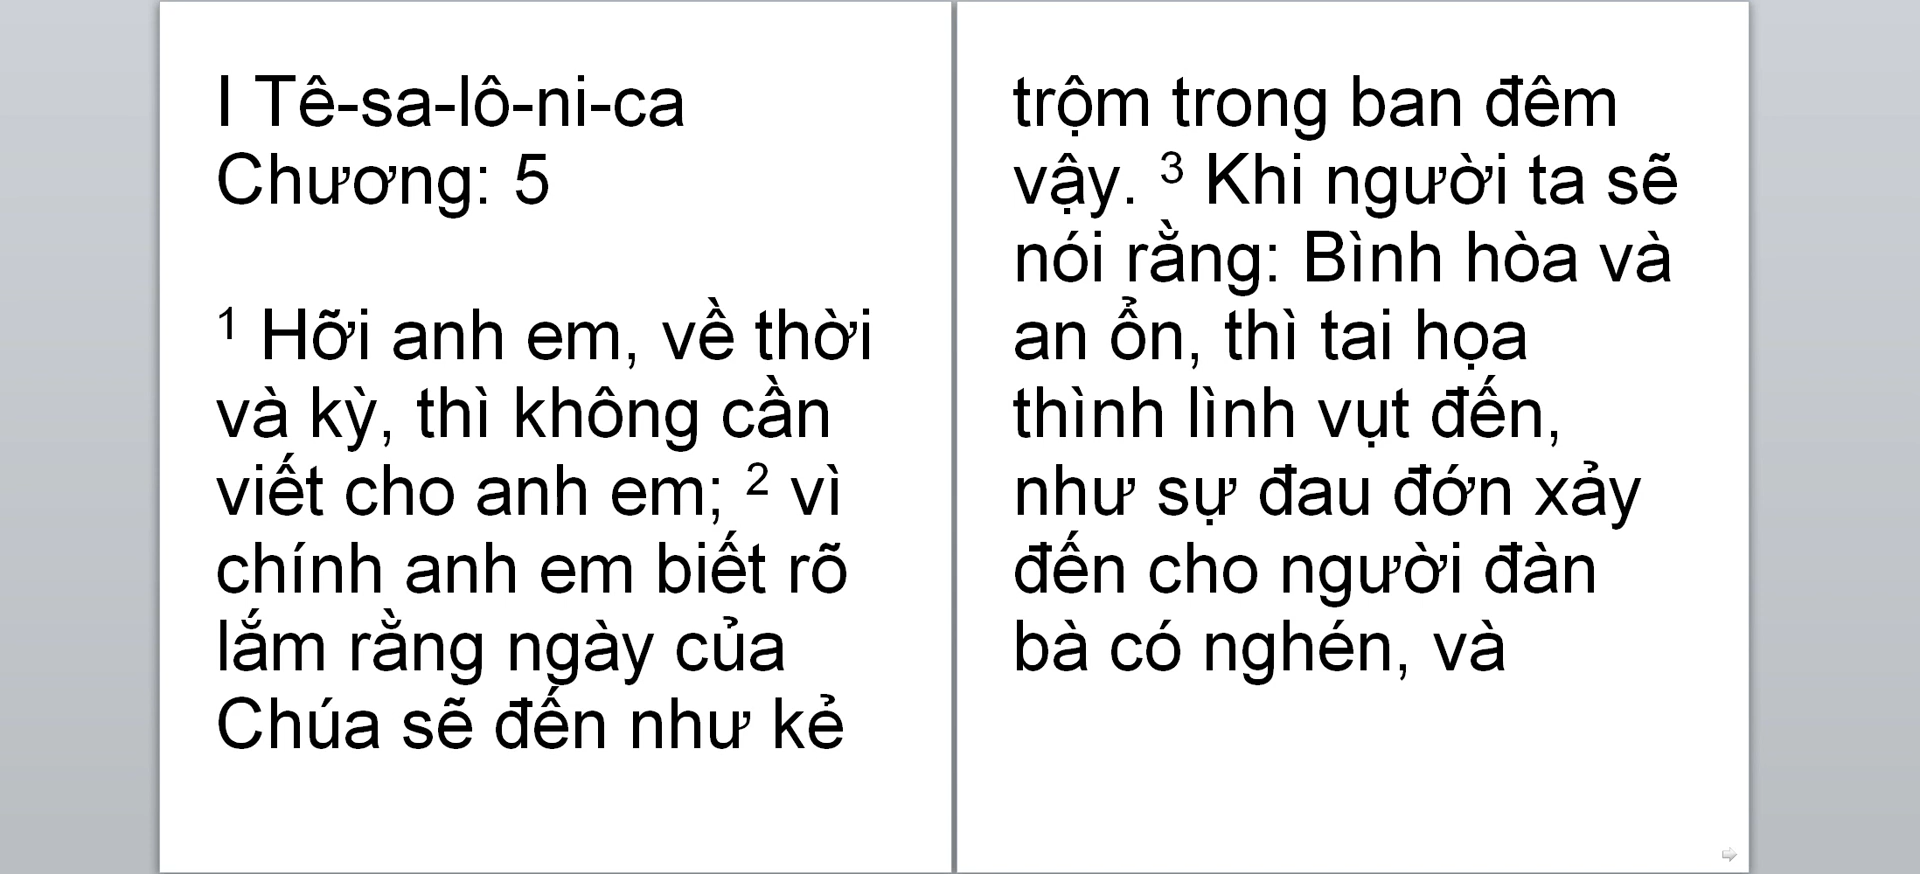 I Tê-sa-lô-ni-ca
Chương: 5
¹ Hỡi anh em, về thời
và kỳ, thì không cần
viết cho anh em; ² vì
chính anh em biết rõ
lắm rằng ngày của
Chúa sẽ đến như kẻ
trộm trong ban đêm
vậy. ³ Khi người ta sẽ
nói rằng: Bình hòa và
an ổn, thì tai họa
thình lình vụt đến,
như sự đau đớn xảy
đến cho người đàn
bà có nghén, và